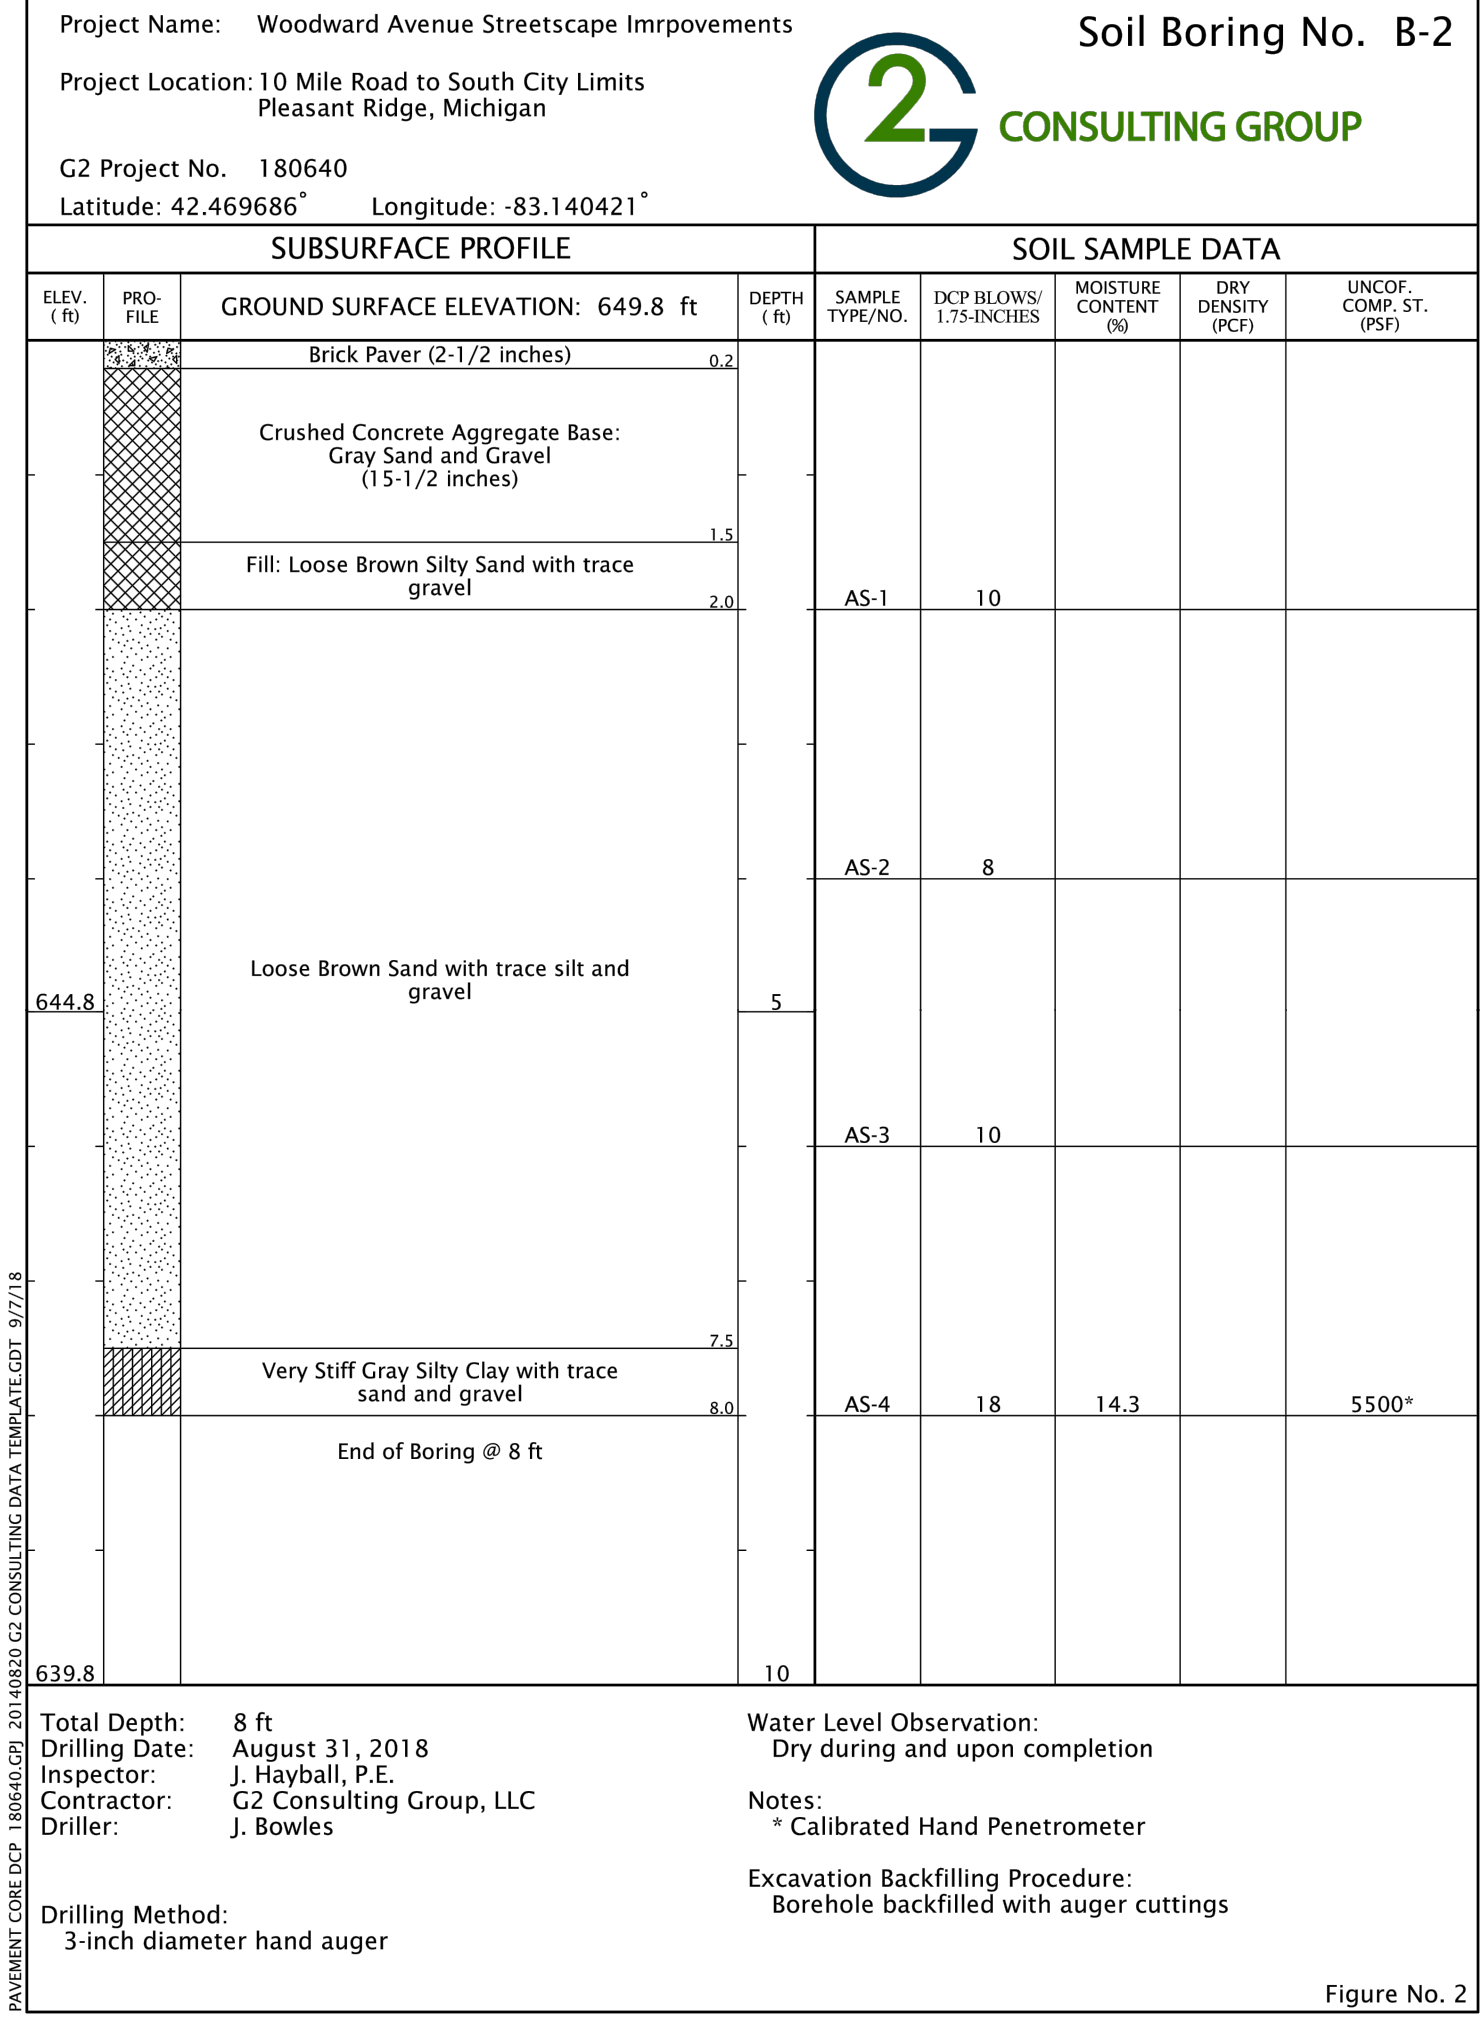 Project Name: Woodward Avenue Streetscape Imrpovements
Soil Boring No. B-2
Project Location: 10 Mile Road to South City Limits
Pleasant Ridge, Michigan
G2 CONSULTING GROUP
G2 Project No. 180640
Latitude: 42.469686° Longitude: -83.140421°
SUBSURFACE PROFILE
SOIL SAMPLE DATA
ELEV.
( ft)
PRO-
FILE
GROUND SURFACE ELEVATION: 649.8 ft
DEPTH
( ft)
SAMPLE
TYPE/NO.
DCP BLOWS/
1.75-INCHES
MOISTURE
CONTENT
(%)
DRY
DENSITY
(PCF)
UNCOF.
COMP. ST.
(PSF)
Brick Paver (2-1/2 inches)
0.2
Crushed Concrete Aggregate Base:
Gray Sand and Gravel
(15-1/2 inches)
1.5
Fill: Loose Brown Silty Sand with trace
gravel
2.0
AS-1 10
AS-2 8
Loose Brown Sand with trace silt and
gravel
644.8
5
AS-3 10
7.5
Very Stiff Gray Silty Clay with trace
sand and gravel
8.0
AS-4 18 14.3 5500*
End of Boring @ 8 ft
639.8
10
Total Depth: 8 ft
Drilling Date: August 31, 2018
Inspector: J. Hayball, P.E.
Contractor: G2 Consulting Group, LLC
Driller: J. Bowles
Drilling Method:
3-inch diameter hand auger
Water Level Observation:
Dry during and upon completion
Notes:
* Calibrated Hand Penetrometer
Excavation Backfilling Procedure:
Borehole backfilled with auger cuttings
Figure No. 2
PAVEMENT CORE DCP 180640.GPJ 20140820 G2 CONSULTING DATA TEMPLATE.GDT 9/7/18